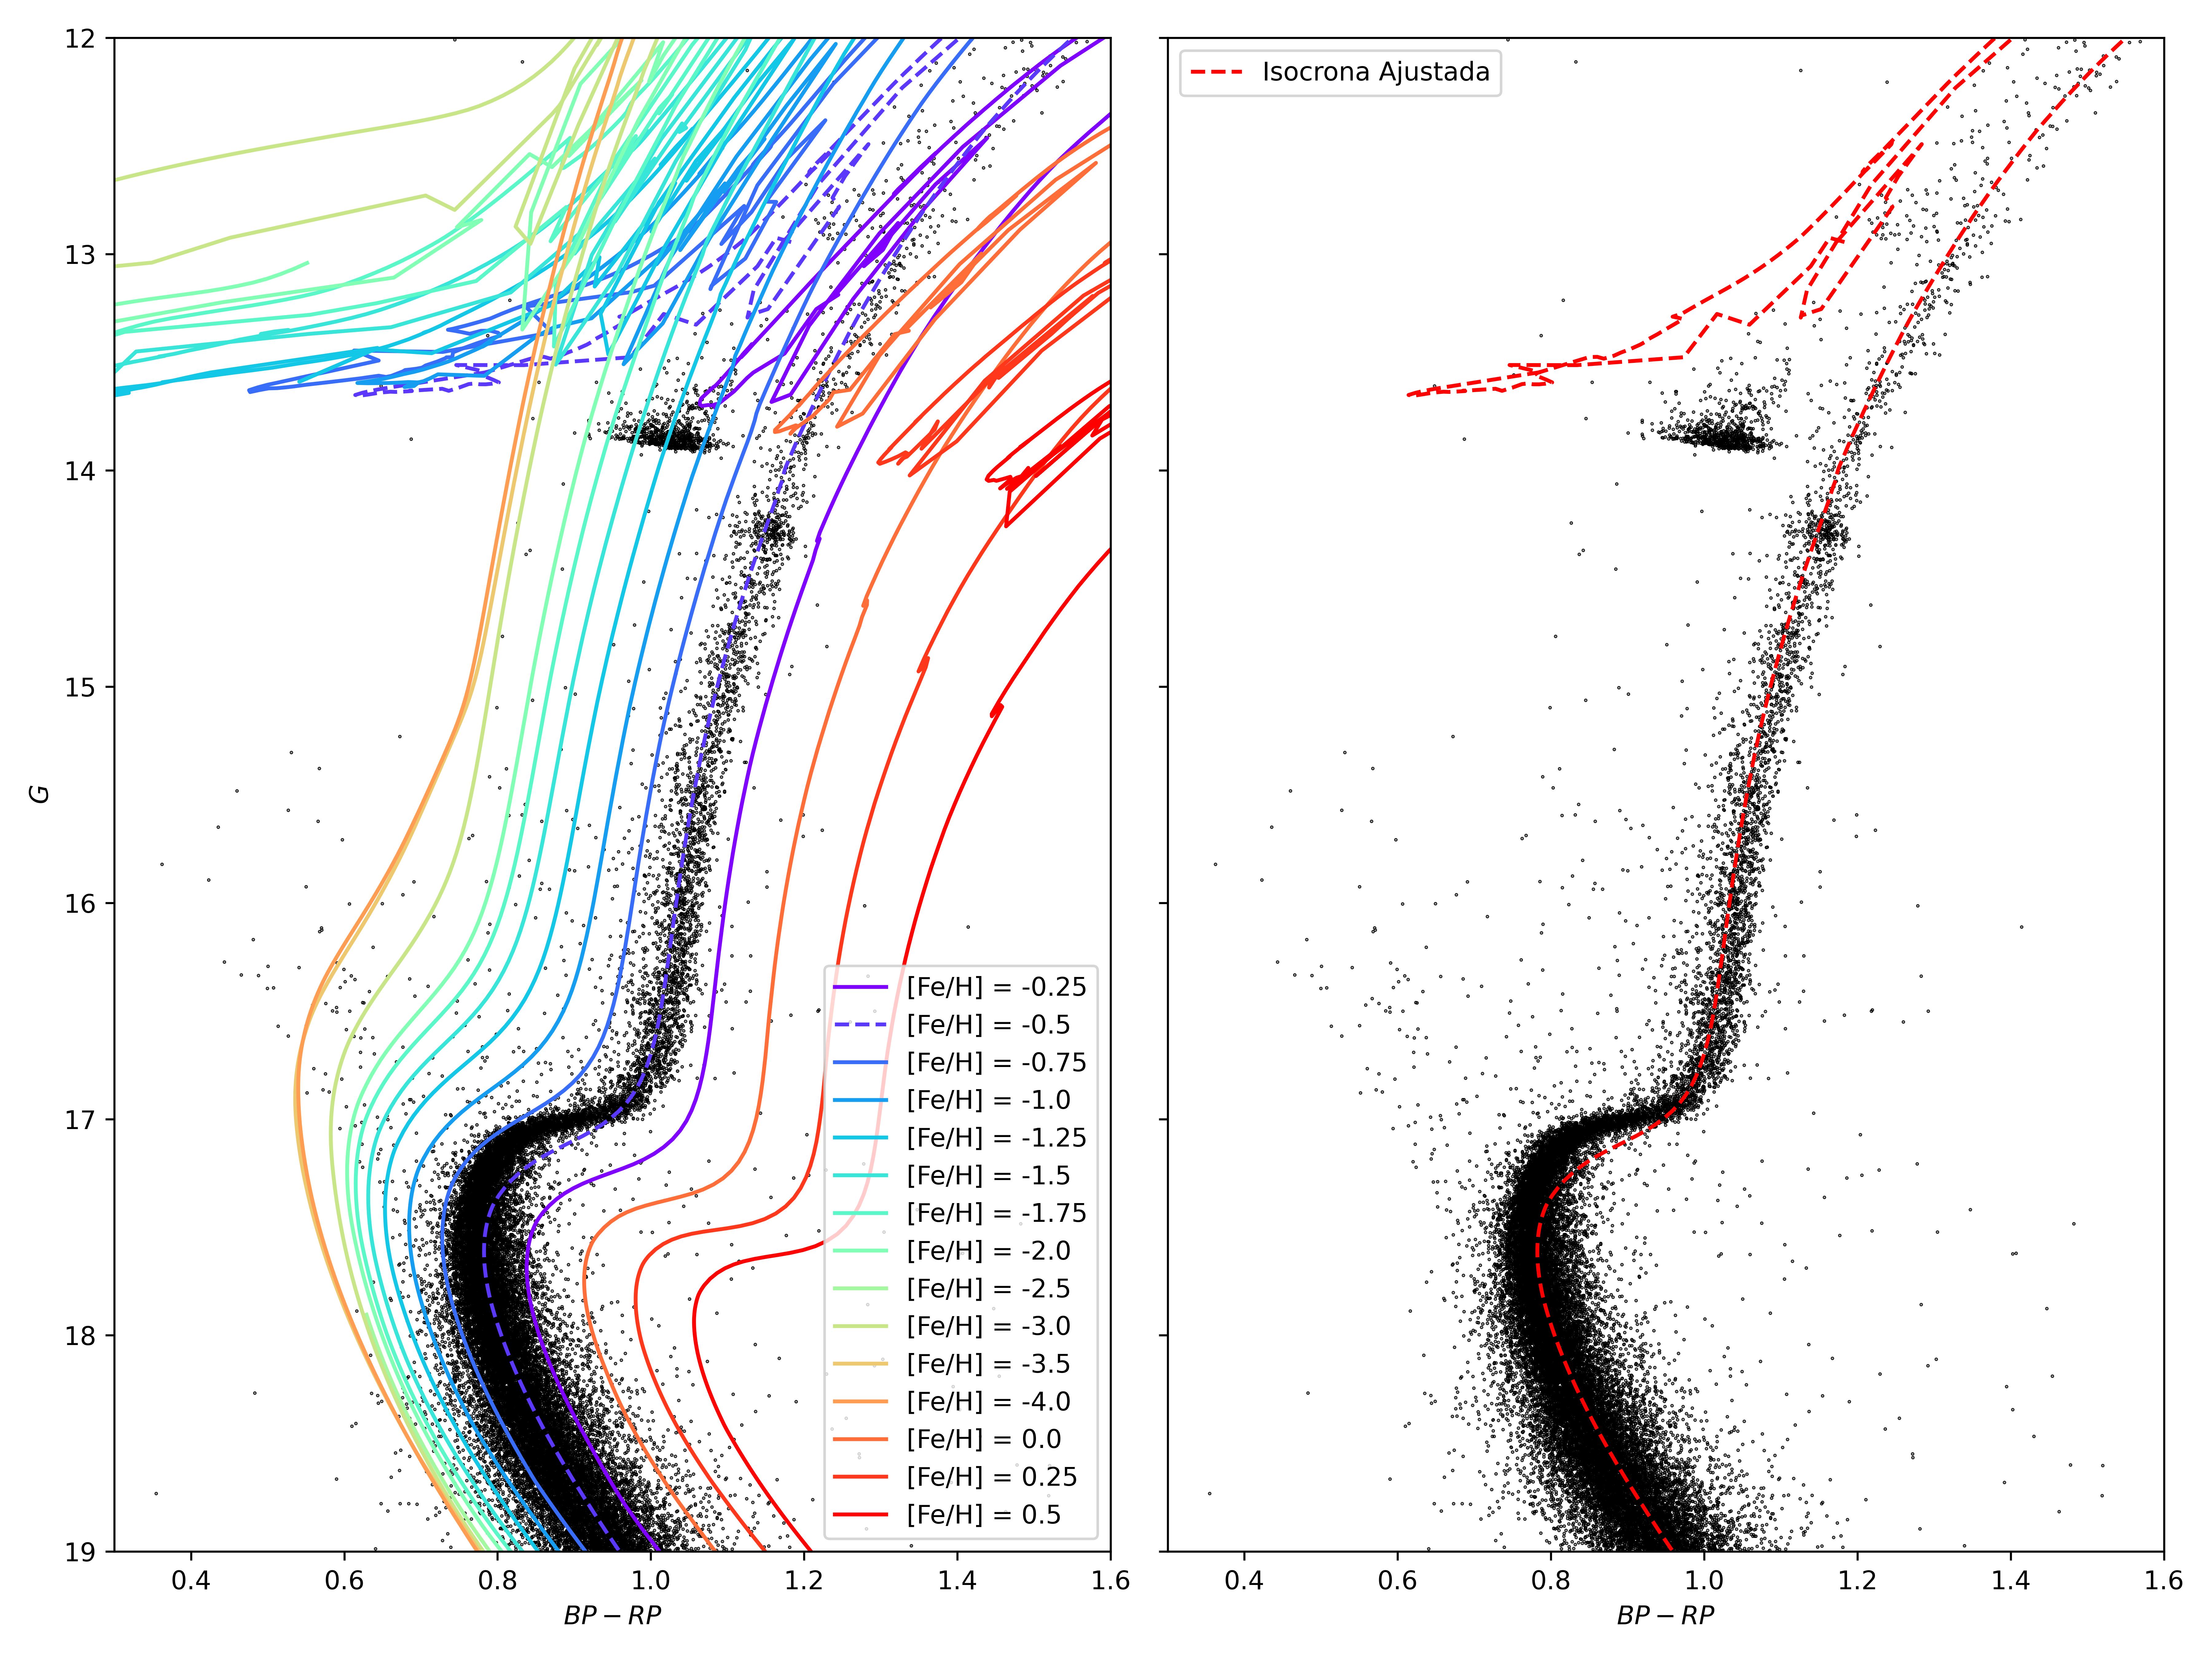 12
13
14
15
16
17
18
19
G
0.4 0.6 0.8 1.0 1.2 1.4 1.6
BP − RP
[Fe/H] = -0.25
[Fe/H] = -0.5
[Fe/H] = -0.75
[Fe/H] = -1.0
[Fe/H] = -1.25
[Fe/H] = -1.5
[Fe/H] = -1.75
[Fe/H] = -2.0
[Fe/H] = -2.5
[Fe/H] = -3.0
[Fe/H] = -3.5
[Fe/H] = -4.0
[Fe/H] = 0.0
[Fe/H] = 0.25
[Fe/H] = 0.5
Isocrona Ajustada
0.4 0.6 0.8 1.0 1.2 1.4 1.6
BP − RP